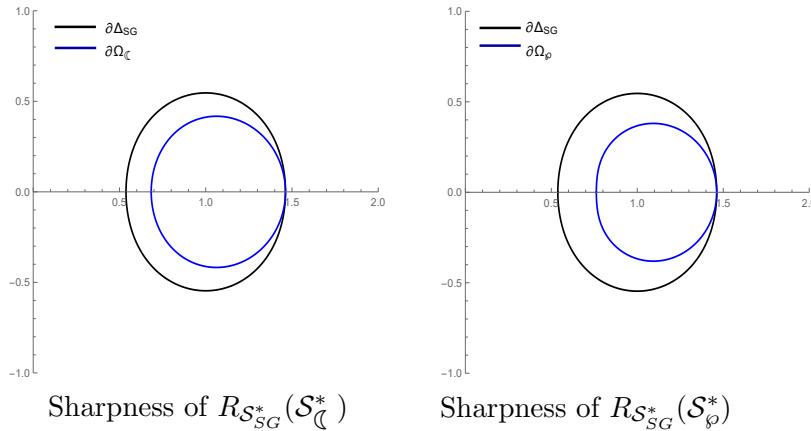 1.0
∂Δ_SG
∂Ω_☾
0.5
0.0
0.5 1.0 1.5 2.0
-0.5
-1.0
Sharpness of R_{S*_{SG}}(S*_☾)
1.0
∂Δ_SG
∂Ω_℘
0.5
0.0
0.5 1.0 1.5 2.0
-0.5
-1.0
Sharpness of R_{S*_{SG}}(S*_℘)